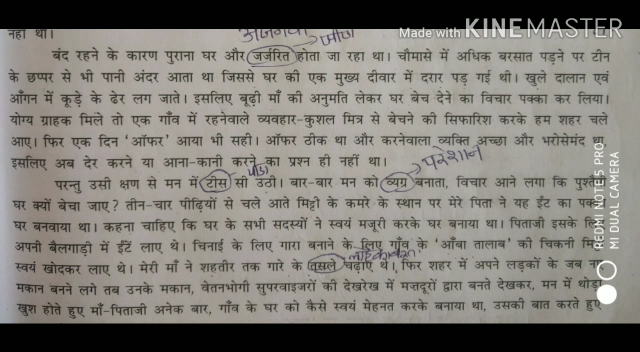 नहीं था।
Made with KINEMASTER
बंद रहने के कारण पुराना घर और जर्जरित होता जा रहा था। चौमासे में अधिक बरसात पड़ने पर टीन
के छप्पर से भी पानी अंदर आता था जिससे घर की एक मुख्य दीवार में दरार पड़ गई थी। खुले दालान एवं
आँगन में कूड़े के ढेर लग जाते। इसलिए बूढ़ी माँ की अनुमति लेकर घर बेच देने का विचार पक्का कर लिया।
योग्य ग्राहक मिले तो एक गाँव में रहनेवाले व्यवहार-कुशल मित्र से बेचने की सिफारिश करके हम शहर चले
आए। फिर एक दिन 'ऑफर' आया भी सही। ऑफर ठीक था और करनेवाला व्यक्ति अच्छा और भरोसेमंद था,
इसलिए अब देर करने या आना-कानी करने का प्रश्न ही नहीं था।
परेशान
परन्तु उसी क्षण से मन में टीस सी उठी। बार-बार मन को व्यग्र बनाता, विचार आने लगा कि पुश्तैनी
घर क्यों बेचा जाए? तीन-चार पीढ़ियों से चले आते मिट्टी के कमरे के स्थान पर मेरे पिता ने यह ईंट का
घर बनवाया था। कहना चाहिए कि घर के सभी सदस्यों ने स्वयं मजूरी करके घर बनाया था। पिताजी इसके
अपनी बैलगाड़ी में ईंटें लाए थे। चिनाई के लिए गारा बनाने के लिए गाँव के 'आँबा तालाब' की चिकनी
स्वयं खोदकर लाए थे। मेरी माँ ने शहतीर तक गारे के तसले चढ़ाए थे। फिर शहर में अपने लड़कों के जब
मकान बनने लगे तब उनके मकान, वेतनभोगी सुपरवाइजरों की देखरेख में मजदूरों द्वारा बनते देखकर, मन में थोड़ा
खुश होते हुए माँ-पिताजी अनेक बार, गाँव के घर को कैसे स्वयं मेहनत करके बनाया था, उसकी बात करते हुए
REDMI NOTE 5 PRO
MI DUAL CAMERA